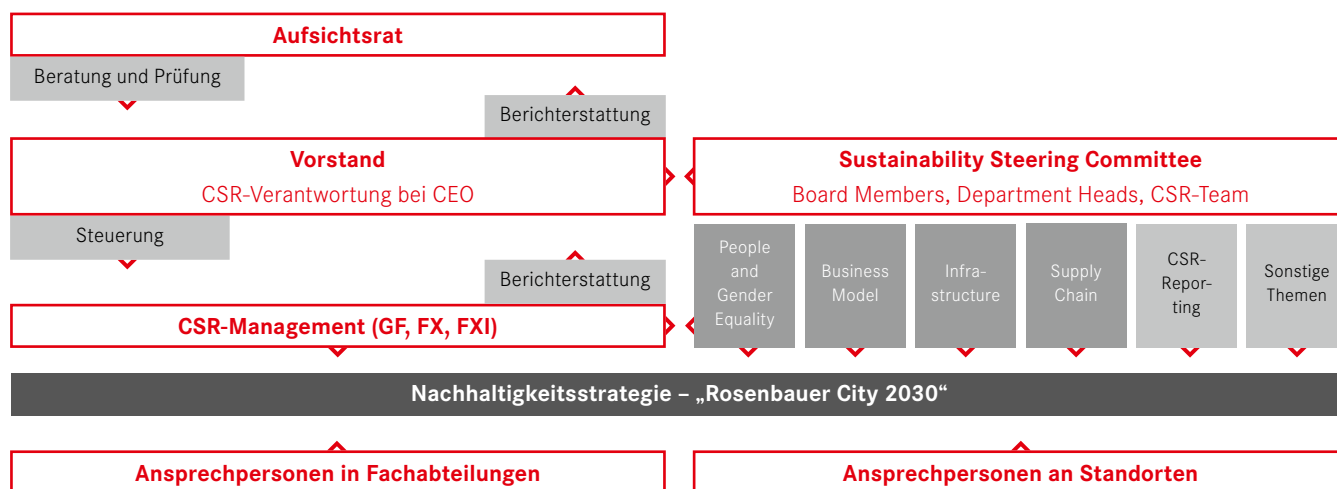 Aufsichtsrat
Beratung und Prüfung
Berichterstattung
Vorstand
CSR-Verantwortung bei CEO
Sustainability Steering Committee
Board Members, Department Heads, CSR-Team
Steuerung
Berichterstattung
People
and
Gender
Equality
Business
Model
Infra-
structure
Supply
Chain
CSR-
Repor-
ting
Sonstige
Themen
CSR-Management (GF, FX, FXI)
Nachhaltigkeitsstrategie – „Rosenbauer City 2030“
Ansprechpersonen in Fachabteilungen
Ansprechpersonen an Standorten